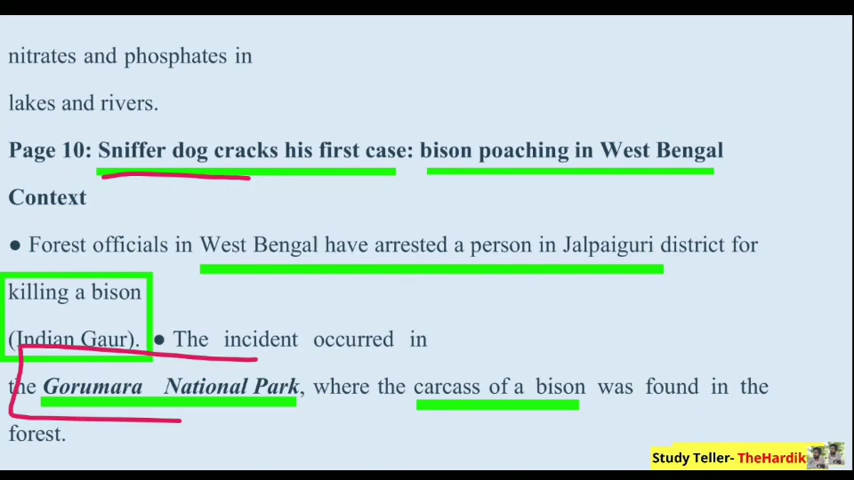 nitrates and phosphates in
lakes and rivers.
Page 10: Sniffer dog cracks his first case: bison poaching in West Bengal
Context
● Forest officials in West Bengal have arrested a person in Jalpaiguri district for
killing a bison
(Indian Gaur). ● The incident occurred in
the Gorumara National Park, where the carcass of a bison was found in the
forest.
Study Teller- TheHardik